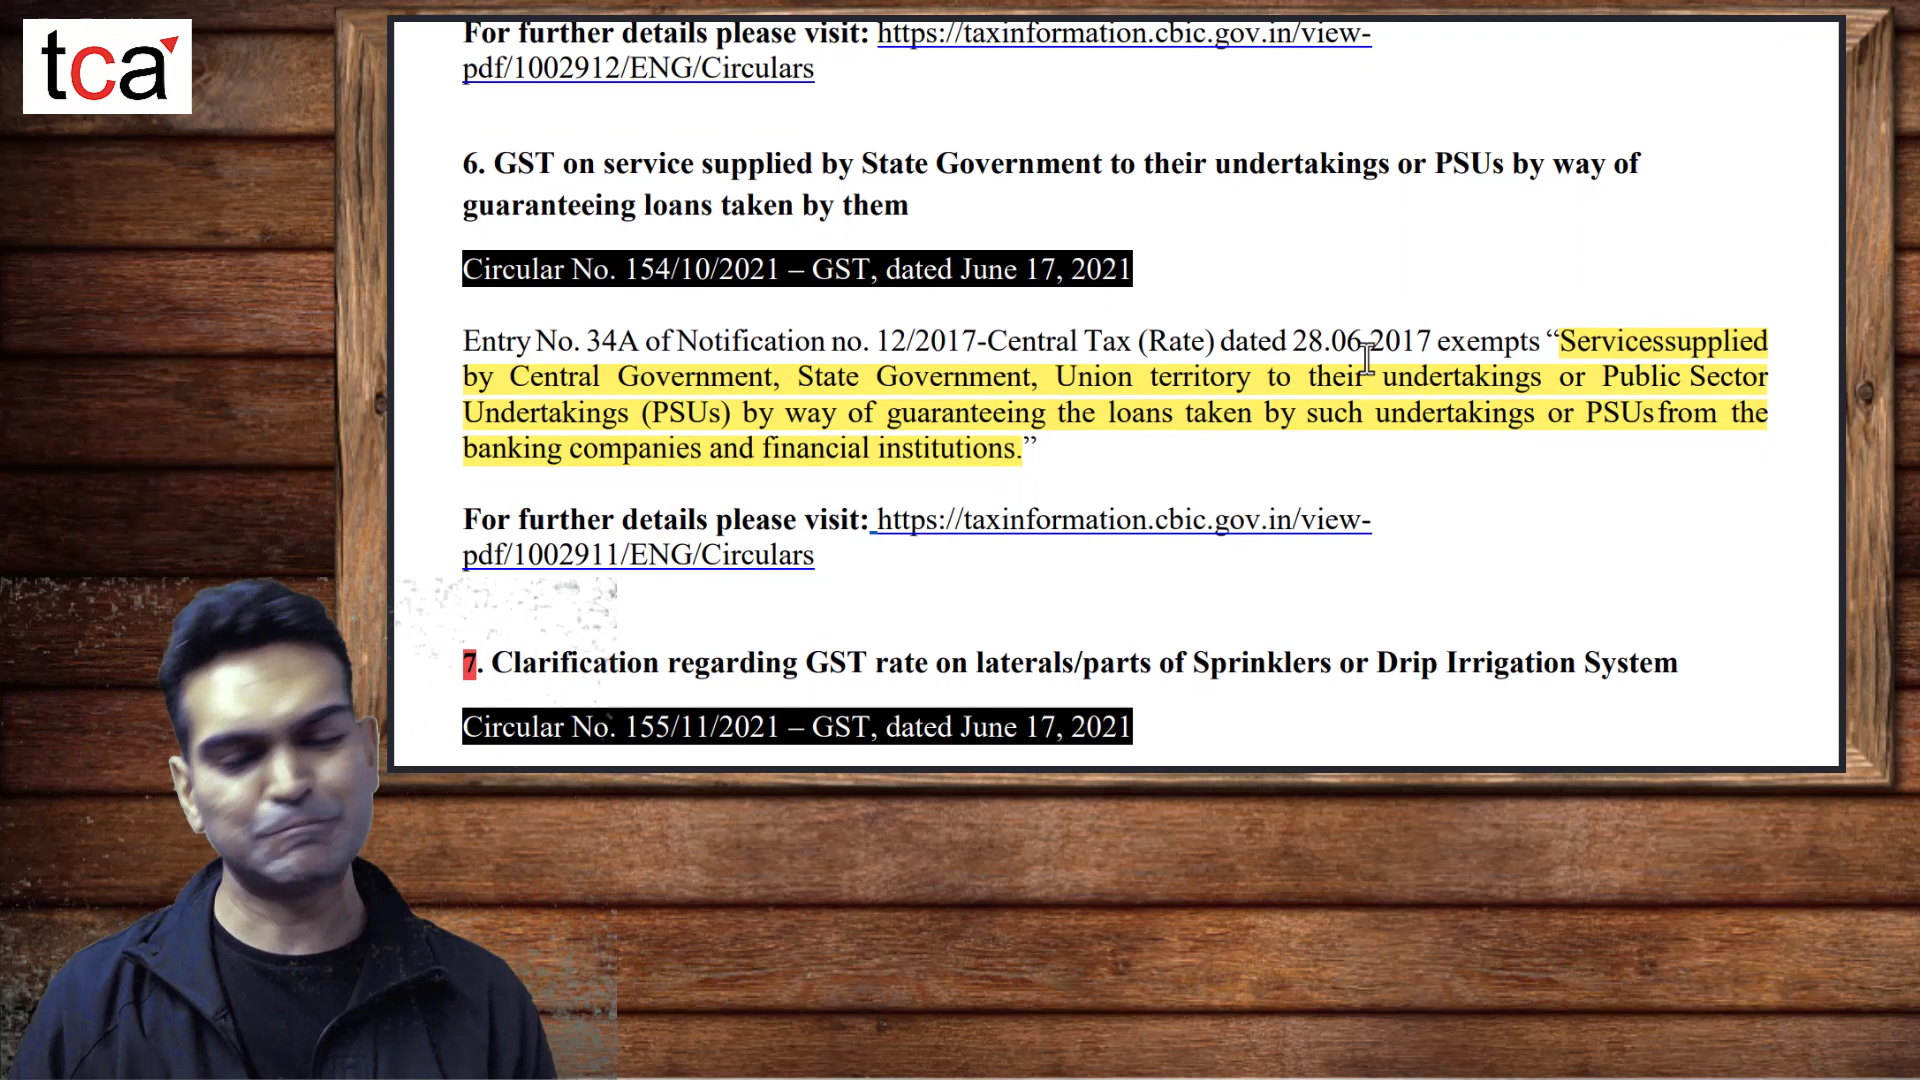 tca
For further details please visit: https://taxinformation.cbic.gov.in/view-
pdf/1002912/ENG/Circulars
6. GST on service supplied by State Government to their undertakings or PSUs by way of
guaranteeing loans taken by them
Circular No. 154/10/2021 – GST, dated June 17, 2021
Entry No. 34A of Notification no. 12/2017-Central Tax (Rate) dated 28.06.2017 exempts “Servicessupplied
by Central Government, State Government, Union territory to their undertakings or Public Sector
Undertakings (PSUs) by way of guaranteeing the loans taken by such undertakings or PSUsfrom the
banking companies and financial institutions.”
For further details please visit: https://taxinformation.cbic.gov.in/view-
pdf/1002911/ENG/Circulars
7. Clarification regarding GST rate on laterals/parts of Sprinklers or Drip Irrigation System
Circular No. 155/11/2021 – GST, dated June 17, 2021